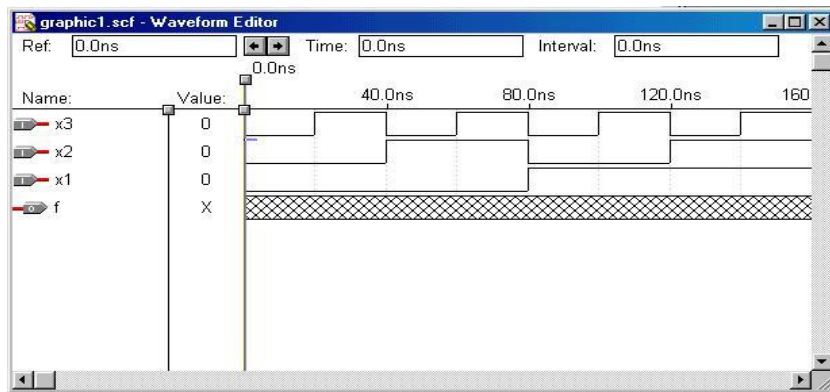 graphic1.scf - Waveform Editor
Ref: 0.0ns Time: 0.0ns Interval: 0.0ns
0.0ns
Name: Value: 40.0ns 80.0ns 120.0ns 160
x3 0
x2 0
x1 0
f X